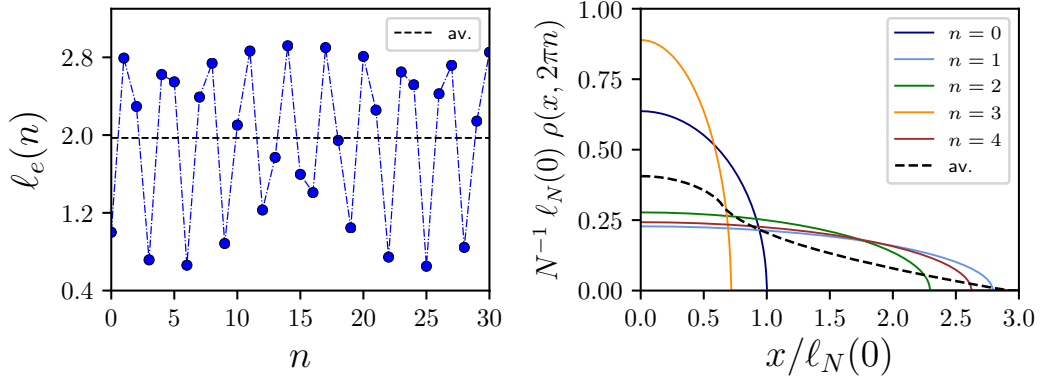 ℓ_e(n)
2.8
2.0
1.2
0.4
av.
0 5 10 15 20 25 30
n
N^{-1} ℓ_N(0) ρ(x, 2πn)
1.00
0.75
0.50
0.25
0.00
n = 0
n = 1
n = 2
n = 3
n = 4
av.
0.0 0.5 1.0 1.5 2.0 2.5 3.0
x/ℓ_N(0)